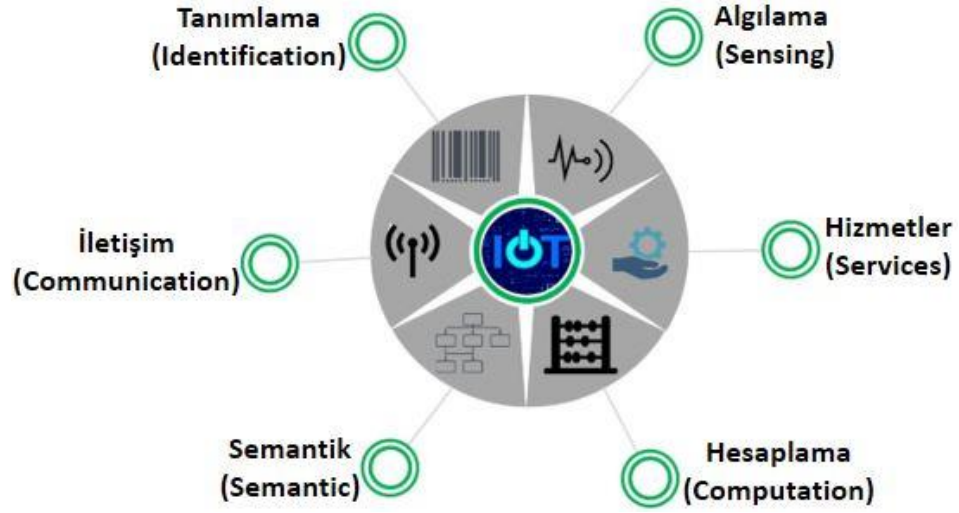 Tanımlama
(Identification)
Algılama
(Sensing)
İletişim
(Communication)
IOT
Hizmetler
(Services)
Semantik
(Semantic)
Hesaplama
(Computation)